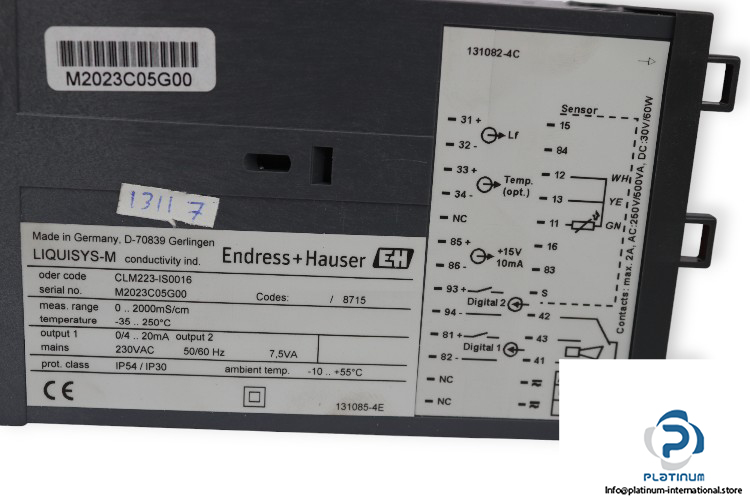 M2023C05G00
1311 7
Made in Germany, D-70839 Gerlingen
LIQUISYS-M conductivity ind. Endress+Hauser EH
oder code CLM223-IS0016
serial no. M2023C05G00 Codes: / 8715
meas. range 0 .. 2000mS/cm
temperature -35 .. 250°C
output 1 0/4 .. 20mA output 2
mains 230VAC 50/60 Hz 7,5VA
prot. class IP54 / IP30 ambient temp. -10 .. +55°C
CE
131085-4E
131082-4C
31 +
Lf
32 -
33 +
Temp.
(opt.)
34 -
NC
85 +
+15V
10mA
86 -
93 +
Digital 2
94 -
81 +
Digital 1
82 -
NC
NC
Sensor
15
84
12 WH
13 YE
11 GN
16
83
S
42
43
41
Contacts: max. 2A, AC:250V/500VA, DC:30V/60W
P
PLATINUM
INTERNATIONAL
Info@platinum-international.store